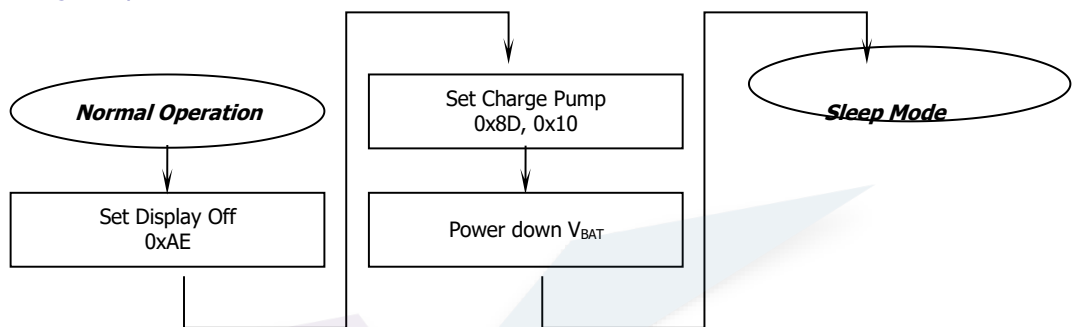 Normal Operation
Set Display Off
0xAE
Set Charge Pump
0x8D, 0x10
Power down VBAT
Sleep Mode